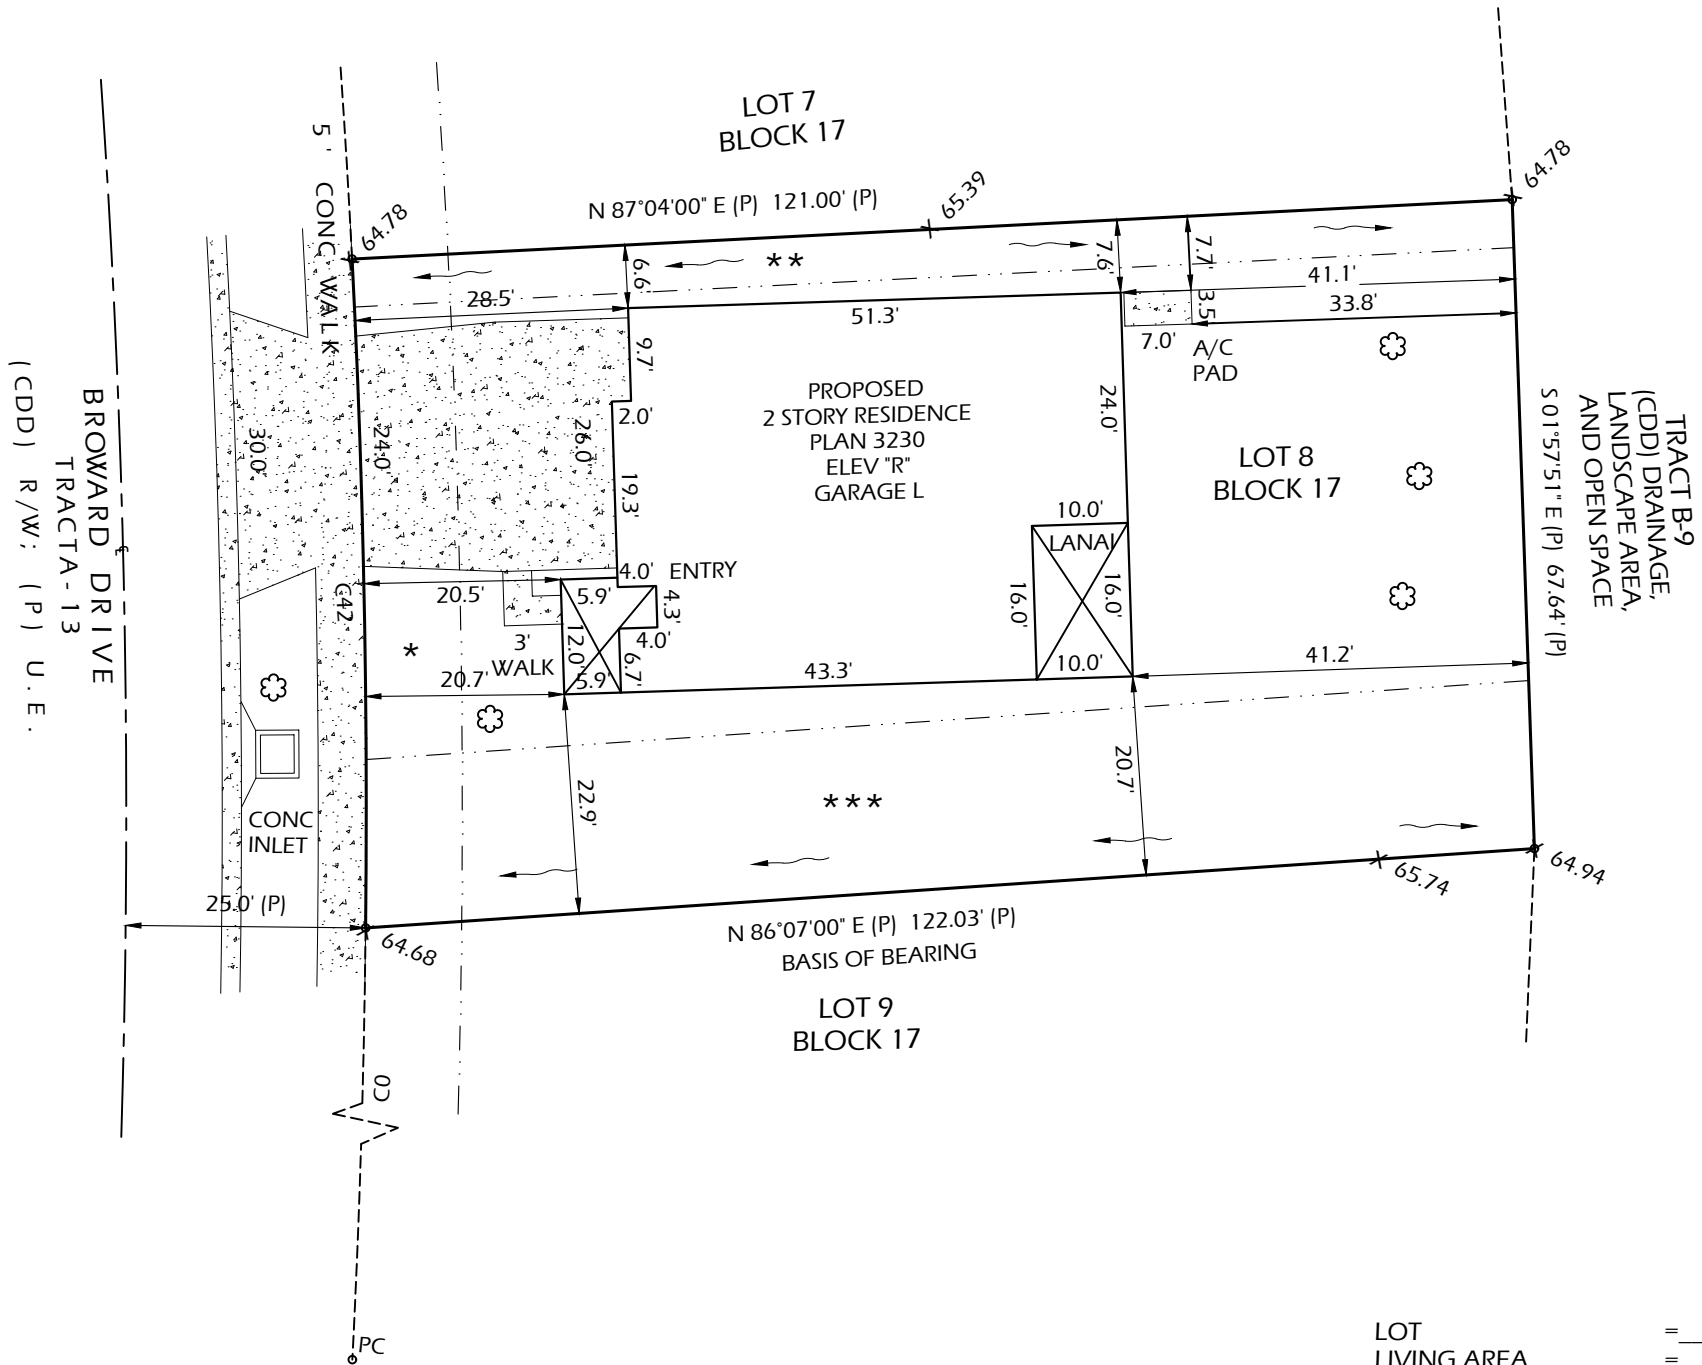 LOT 7
BLOCK 17
N 87°04'00" E (P) 121.00' (P)
65.39
64.78
64.78
5' CONC WALK
6.6'
7.6'
7.7'
**
28.5'
41.1'
3.5'
33.8'
51.3'
9.7'
7.0'
A/C
PAD
PROPOSED
2 STORY RESIDENCE
PLAN 3230
ELEV "R"
GARAGE L
2.0'
24.0'
30.0'
24.0'
26.0'
19.3'
LOT 8
BLOCK 17
TRACT B-9
(CDD) DRAINAGE,
LANDSCAPE AREA,
AND OPEN SPACE
S 01°57'51" E (P) 67.64' (P)
BROWARD DRIVE
TRACT A-13
(CDD) R/W; (P) U.E.
10.0'
LANAI
16.0'
16.0'
10.0'
4.0'
ENTRY
C42
20.5'
5.9'
4.3'
3'
WALK
12.0'
4.0'
6.7'
*
20.7'
5.9'
43.3'
41.2'
20.7'
22.9'
***
CONC
INLET
25.0' (P)
65.74
64.94
64.68
N 86°07'00" E (P) 122.03' (P)
BASIS OF BEARING
LOT 9
BLOCK 17
PC
LOT =__
LIVING AREA =